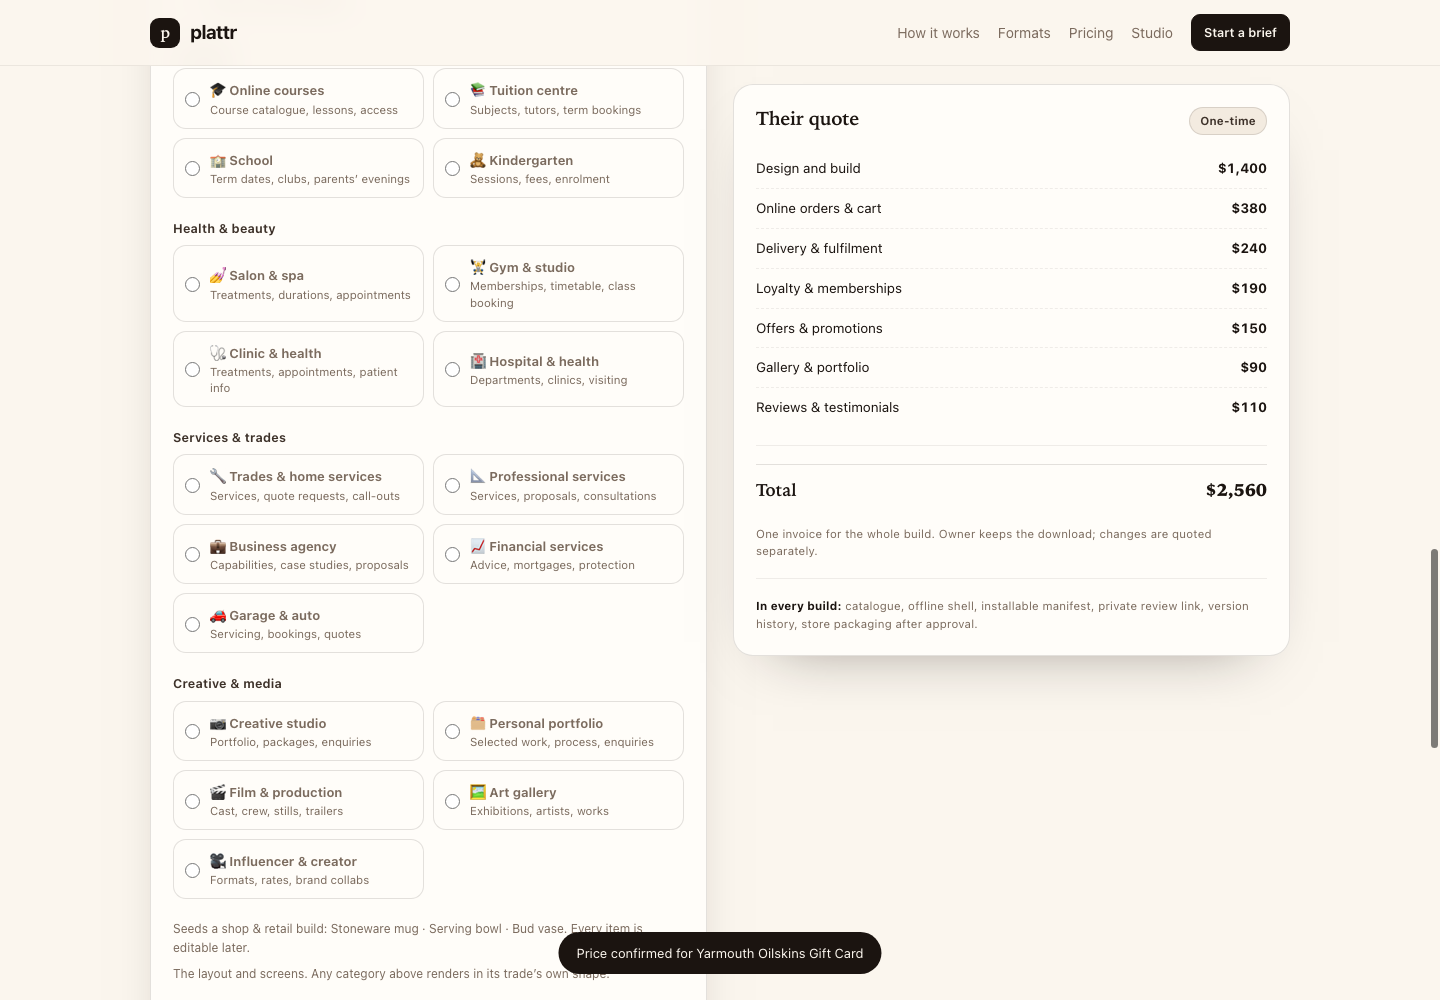 p plattr
How it works Formats Pricing Studio Start a brief
Online courses
Course catalogue, lessons, access
Tuition centre
Subjects, tutors, term bookings
School
Term dates, clubs, parents’ evenings
Kindergarten
Sessions, fees, enrolment
Health & beauty
Salon & spa
Treatments, durations, appointments
Gym & studio
Memberships, timetable, class
booking
Clinic & health
Treatments, appointments, patient
info
Hospital & health
Departments, clinics, visiting
Services & trades
Trades & home services
Services, quote requests, call-outs
Professional services
Services, proposals, consultations
Business agency
Capabilities, case studies, proposals
Financial services
Advice, mortgages, protection
Garage & auto
Servicing, bookings, quotes
Creative & media
Creative studio
Portfolio, packages, enquiries
Personal portfolio
Selected work, process, enquiries
Film & production
Cast, crew, stills, trailers
Art gallery
Exhibitions, artists, works
Influencer & creator
Formats, rates, brand collabs
Seeds a shop & retail build: Stoneware mug · Serving bowl · Bud vase. Every item is
editable later.
The layout and screens. Any category above renders in its trade’s own shape.
Their quote
One-time
Design and build $1,400
Online orders & cart $380
Delivery & fulfilment $240
Loyalty & memberships $190
Offers & promotions $150
Gallery & portfolio $90
Reviews & testimonials $110
Total $2,560
One invoice for the whole build. Owner keeps the download; changes are quoted
separately.
In every build: catalogue, offline shell, installable manifest, private review link, version
history, store packaging after approval.
Price confirmed for Yarmouth Oilskins Gift Card